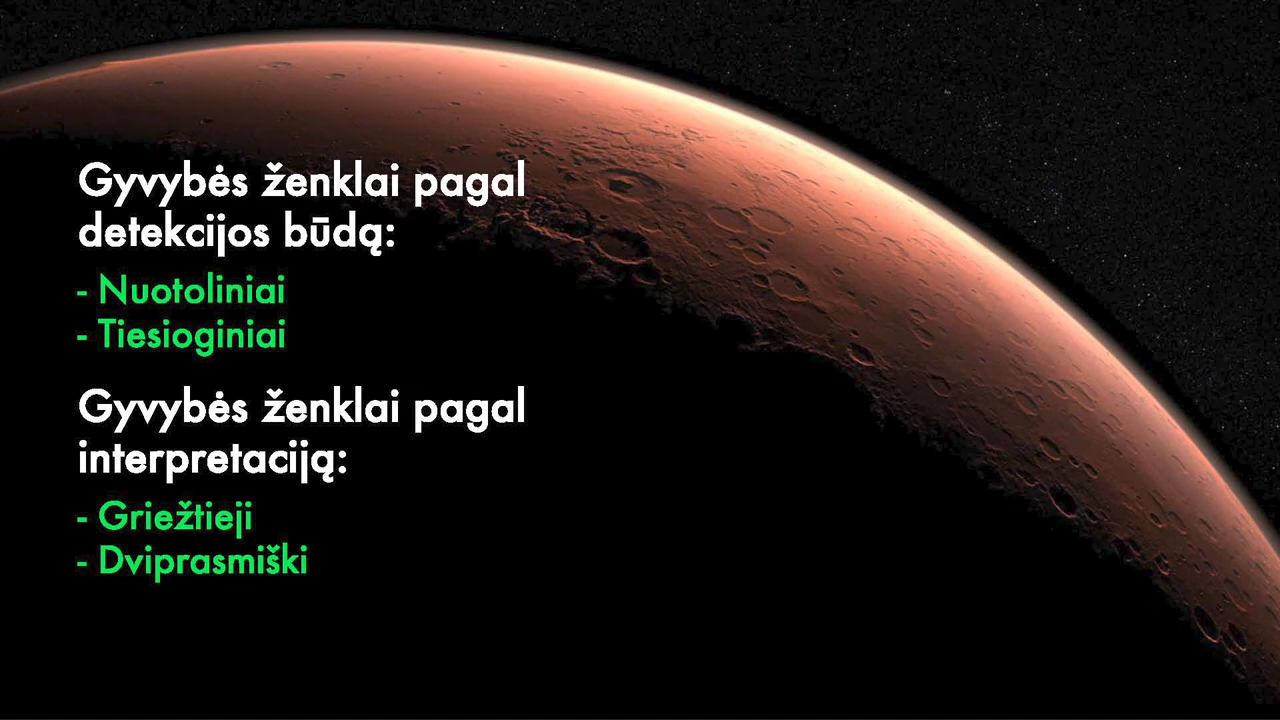 Gyvybės ženklai pagal
detekcijos būdą:
- Nuotoliniai
- Tiesioginiai
Gyvybės ženklai pagal
interpretaciją:
- Griežtieji
- Dviprasmiški